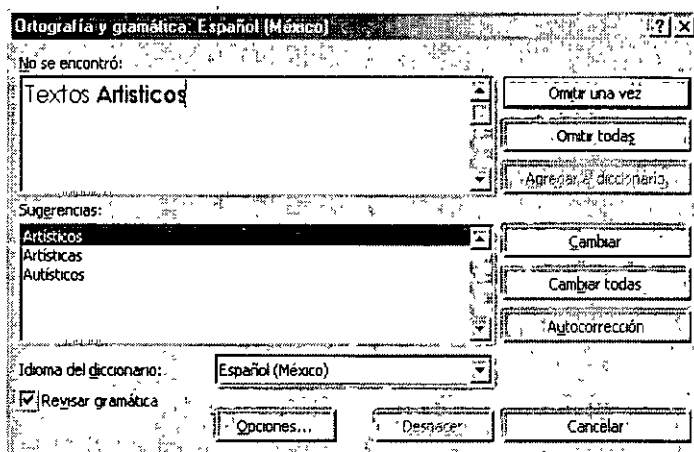 Ortografía y gramática: Español (México)
No se encontró:
Textos Artisticos
Omitir una vez
Omitir todas
Agregar al diccionario
Sugerencias:
Artísticos
Artísticas
Autísticos
Cambiar
Cambiar todas
Autocorrección
Idioma del diccionario:
Español (México)
Revisar gramática
Opciones...
Deshacer
Cancelar